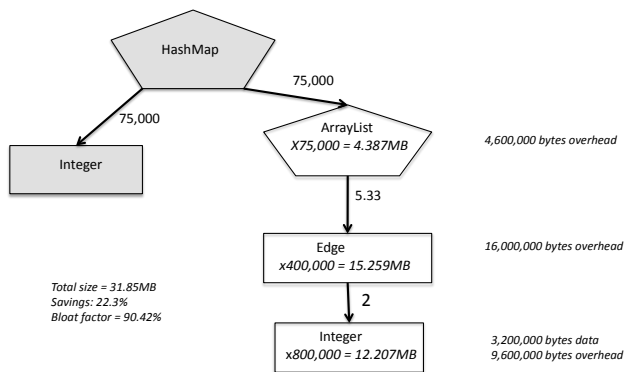 HashMap
75,000
75,000
ArrayList
X75,000 = 4.387MB
4,600,000 bytes overhead
Integer
5.33
Edge
x400,000 = 15.259MB
16,000,000 bytes overhead
Total size = 31.85MB
Savings: 22.3%
Bloat factor = 90.42%
2
Integer
x800,000 = 12.207MB
3,200,000 bytes data
9,600,000 bytes overhead